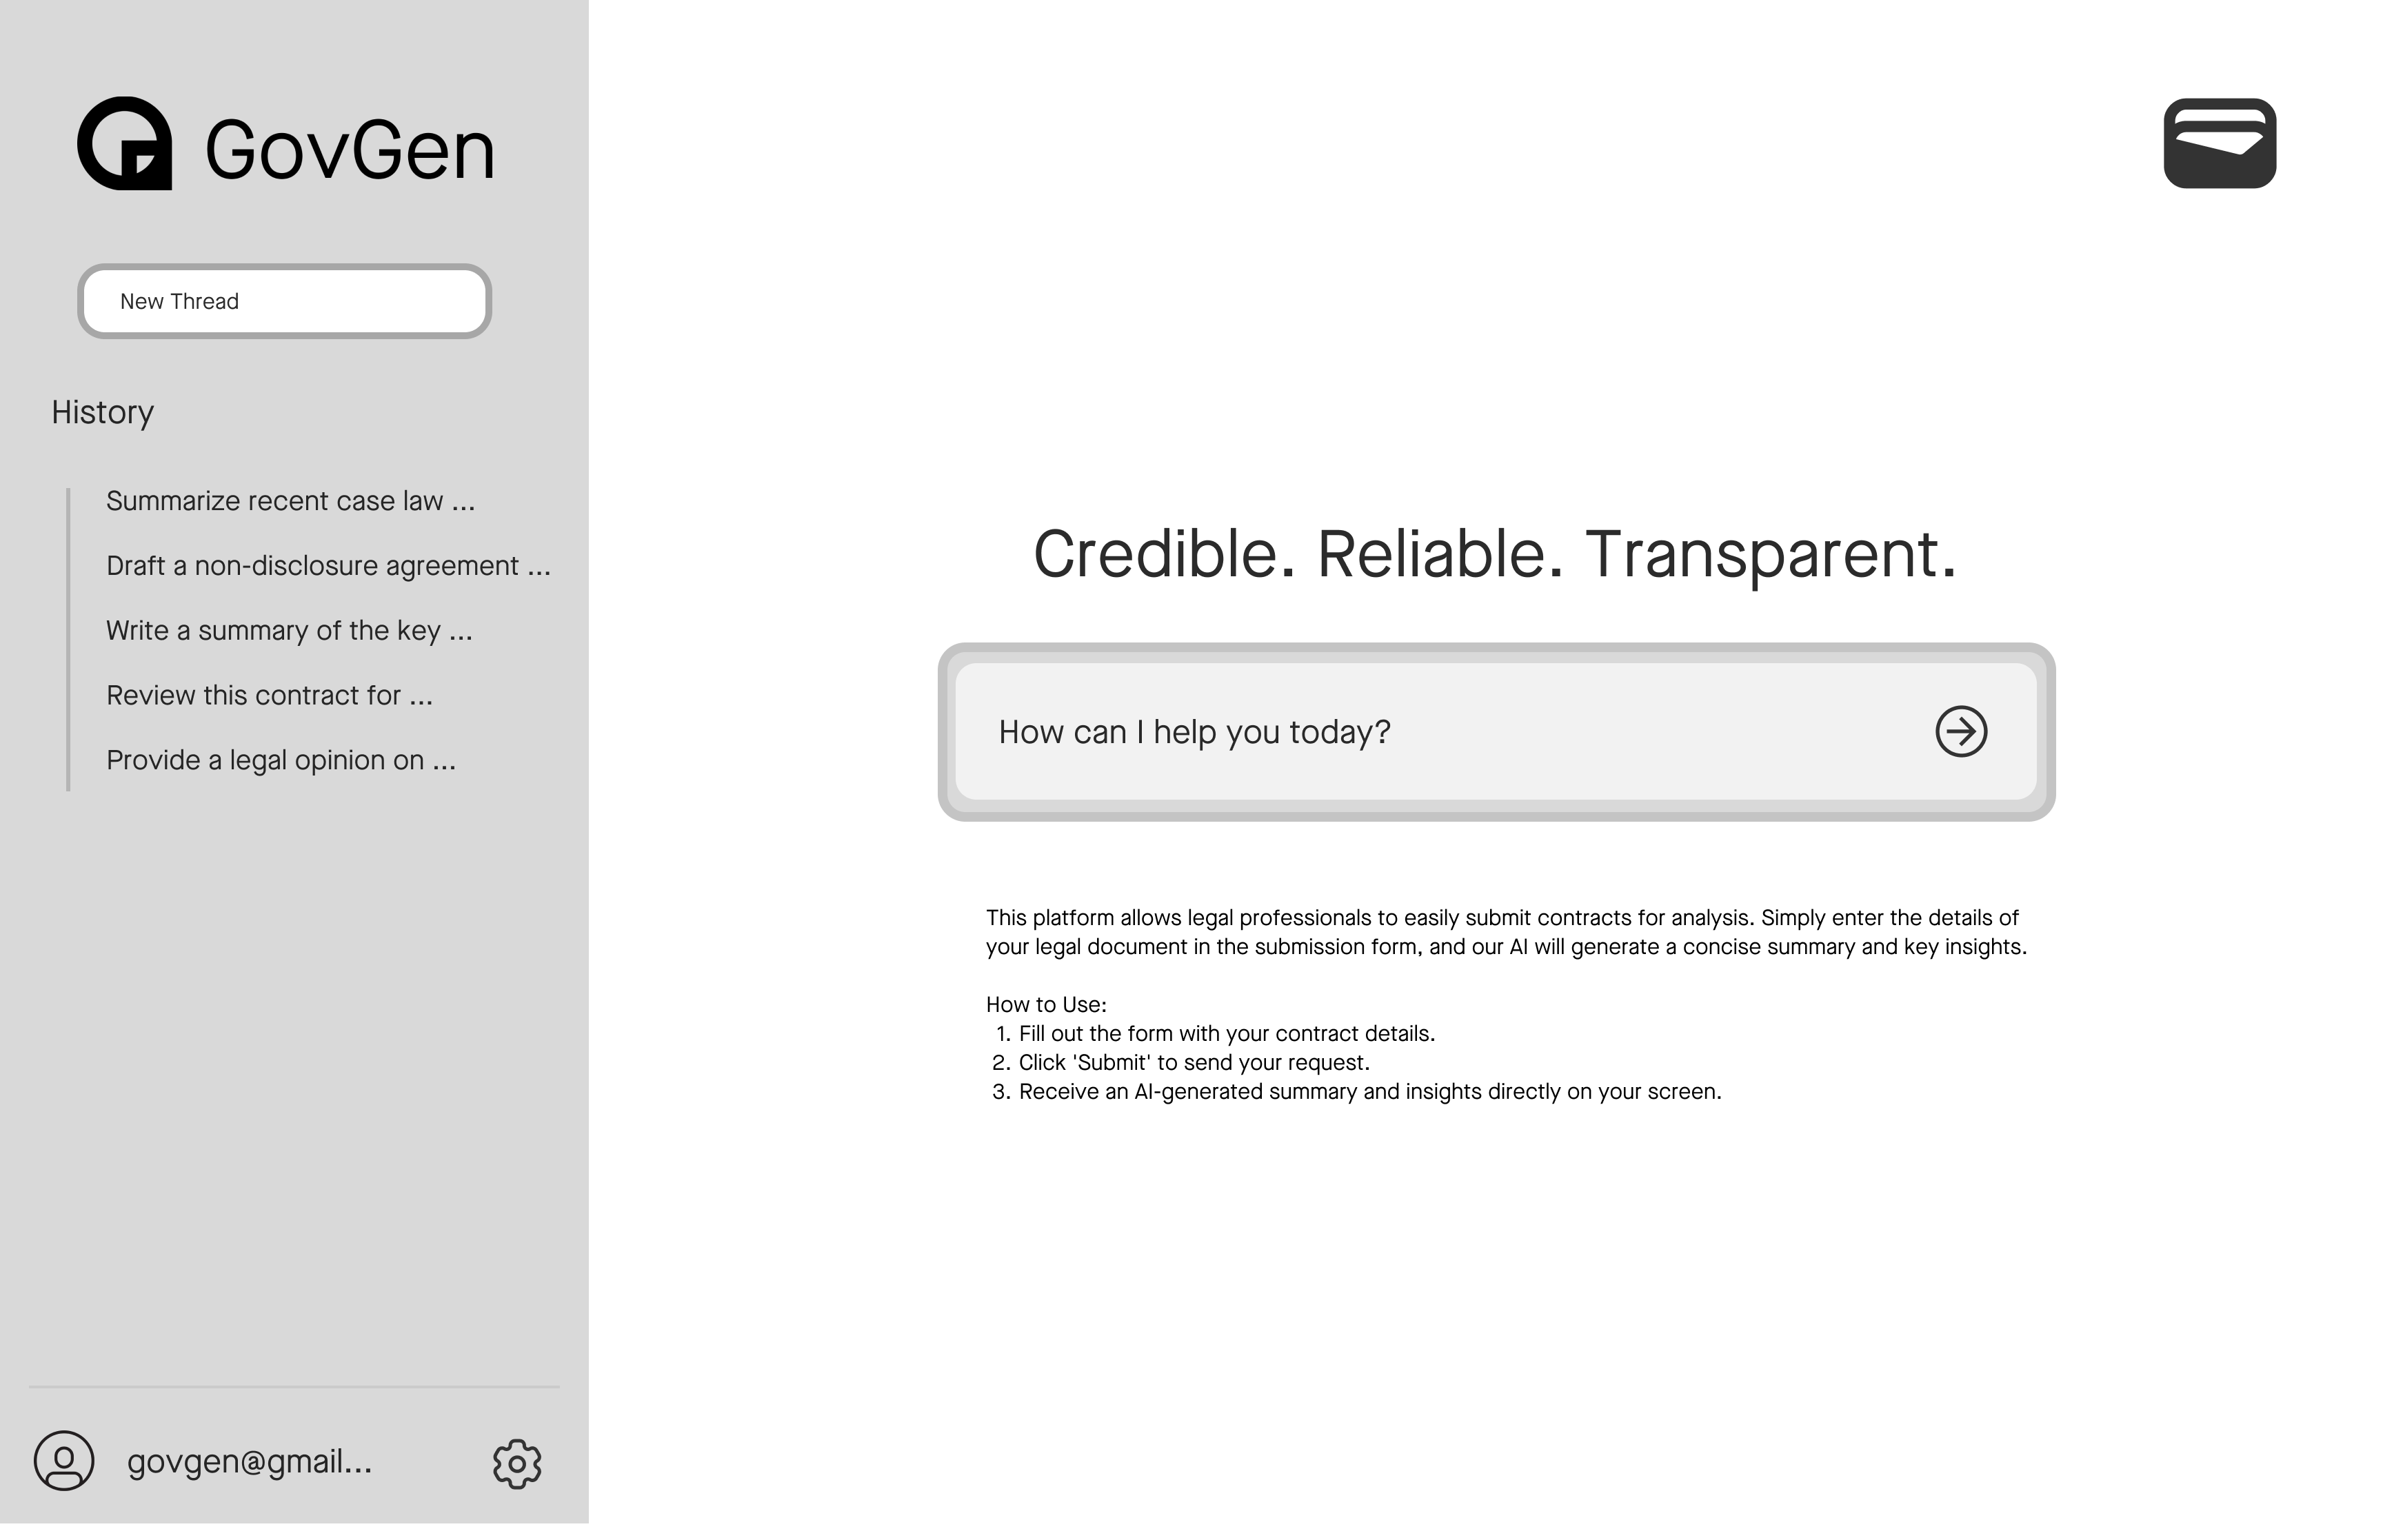 GovGen
New Thread
History
Summarize recent case law ...
Draft a non-disclosure agreement ...
Write a summary of the key ...
Review this contract for ...
Provide a legal opinion on ...
govgen@gmail...
Credible. Reliable. Transparent.
How can I help you today?
This platform allows legal professionals to easily submit contracts for analysis. Simply enter the details of
your legal document in the submission form, and our AI will generate a concise summary and key insights.
How to Use:
1. Fill out the form with your contract details.
2. Click 'Submit' to send your request.
3. Receive an AI-generated summary and insights directly on your screen.